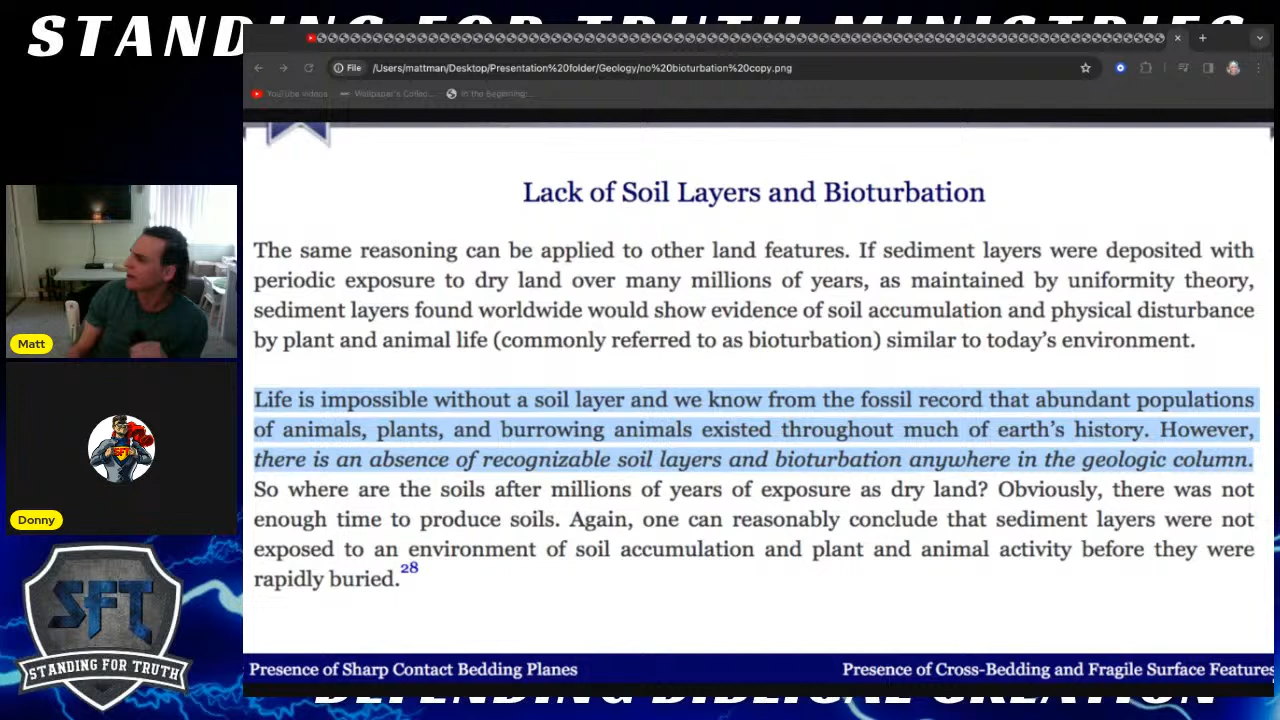 STANDING FOR TRUTH MINISTRIES
File
/Users/mattman/Desktop/Presentation%20folder/Geology/no%20bioturbation%20copy.png
YouTube videos
Wallpaper's Collec...
In the Beginning:...
Lack of Soil Layers and Bioturbation
The same reasoning can be applied to other land features. If sediment layers were deposited with
periodic exposure to dry land over many millions of years, as maintained by uniformity theory,
sediment layers found worldwide would show evidence of soil accumulation and physical disturbance
by plant and animal life (commonly referred to as bioturbation) similar to today's environment.
Life is impossible without a soil layer and we know from the fossil record that abundant populations
of animals, plants, and burrowing animals existed throughout much of earth's history. However,
there is an absence of recognizable soil layers and bioturbation anywhere in the geologic column.
So where are the soils after millions of years of exposure as dry land? Obviously, there was not
enough time to produce soils. Again, one can reasonably conclude that sediment layers were not
exposed to an environment of soil accumulation and plant and animal activity before they were
rapidly buried.28
Presence of Sharp Contact Bedding Planes
Presence of Cross-Bedding and Fragile Surface Features
Matt
SFT
Donny
SFT
STANDING FOR TRUTH
DEFENDING BIBLICAL CREATION